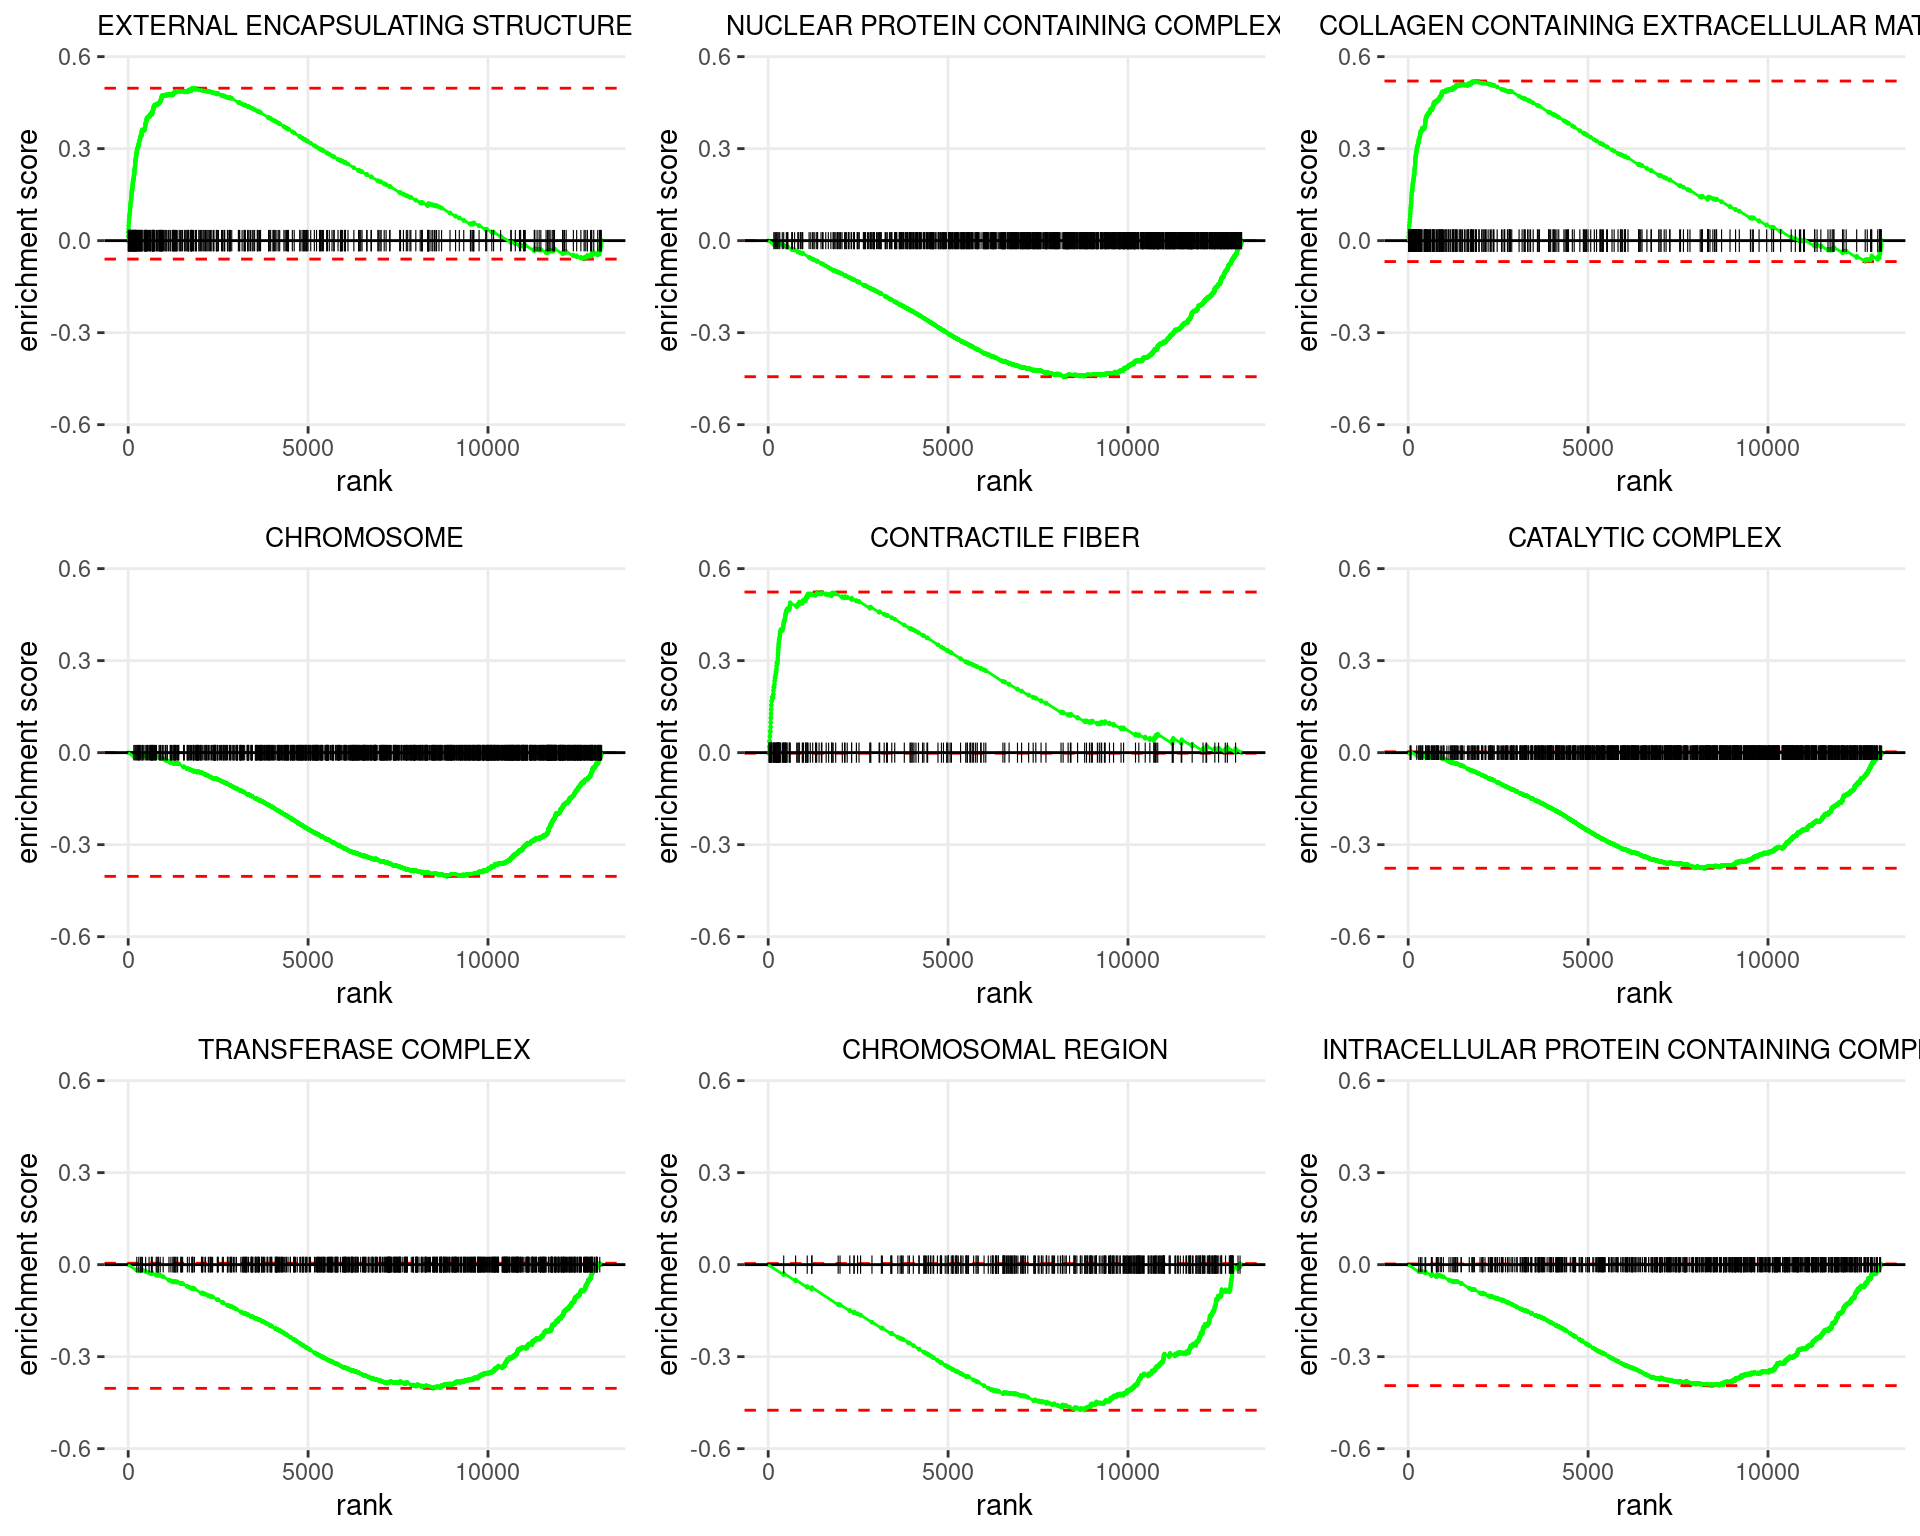 EXTERNAL ENCAPSULATING STRUCTURE
0.6
0.3
0.0
-0.3
-0.6
enrichment score
0 5000 10000
rank
NUCLEAR PROTEIN CONTAINING COMPLEX
0.6
0.3
0.0
-0.3
-0.6
enrichment score
0 5000 10000
rank
COLLAGEN CONTAINING EXTRACELLULAR MAT
0.6
0.3
0.0
-0.3
-0.6
enrichment score
0 5000 10000
rank
CHROMOSOME
0.6
0.3
0.0
-0.3
-0.6
enrichment score
0 5000 10000
rank
CONTRACTILE FIBER
0.6
0.3
0.0
-0.3
-0.6
enrichment score
0 5000 10000
rank
CATALYTIC COMPLEX
0.6
0.3
0.0
-0.3
-0.6
enrichment score
0 5000 10000
rank
TRANSFERASE COMPLEX
0.6
0.3
0.0
-0.3
-0.6
enrichment score
0 5000 10000
rank
CHROMOSOMAL REGION
0.6
0.3
0.0
-0.3
-0.6
enrichment score
0 5000 10000
rank
INTRACELLULAR PROTEIN CONTAINING COMPL
0.6
0.3
0.0
-0.3
-0.6
enrichment score
0 5000 10000
rank